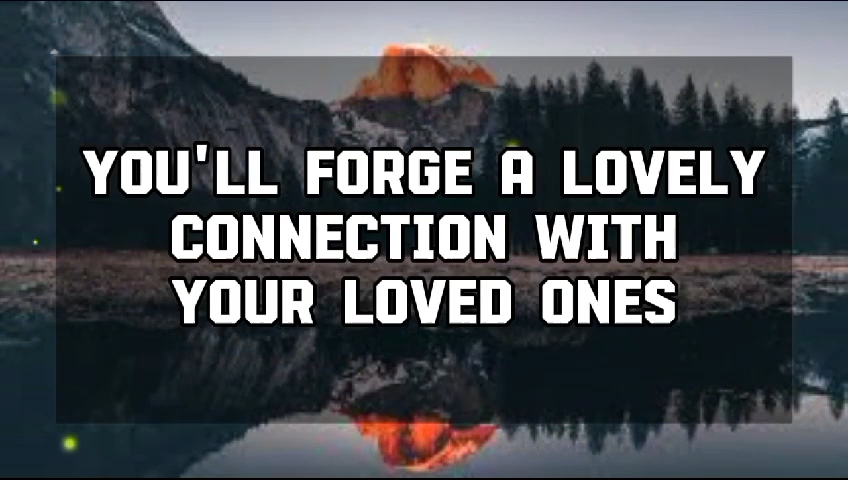 YOU'LL FORGE A LOVELY
CONNECTION WITH
YOUR LOVED ONES